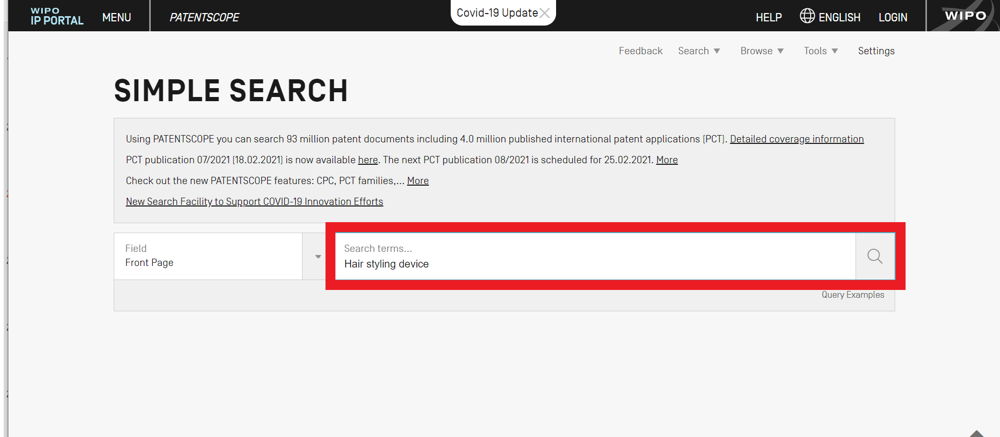 WIPO
IP PORTAL
MENU
PATENTSCOPE
Covid-19 Update
HELP
ENGLISH
LOGIN
WIPO
Feedback
Search
Browse
Tools
Settings
SIMPLE SEARCH
Using PATENTSCOPE you can search 93 million patent documents including 4.0 million published international patent applications (PCT). Detailed coverage information
PCT publication 07/2021 (18.02.2021) is now available here. The next PCT publication 08/2021 is scheduled for 25.02.2021. More
Check out the new PATENTSCOPE features: CPC, PCT families,... More
New Search Facility to Support COVID-19 Innovation Efforts
Field
Front Page
Search terms...
Hair styling device
Query Examples